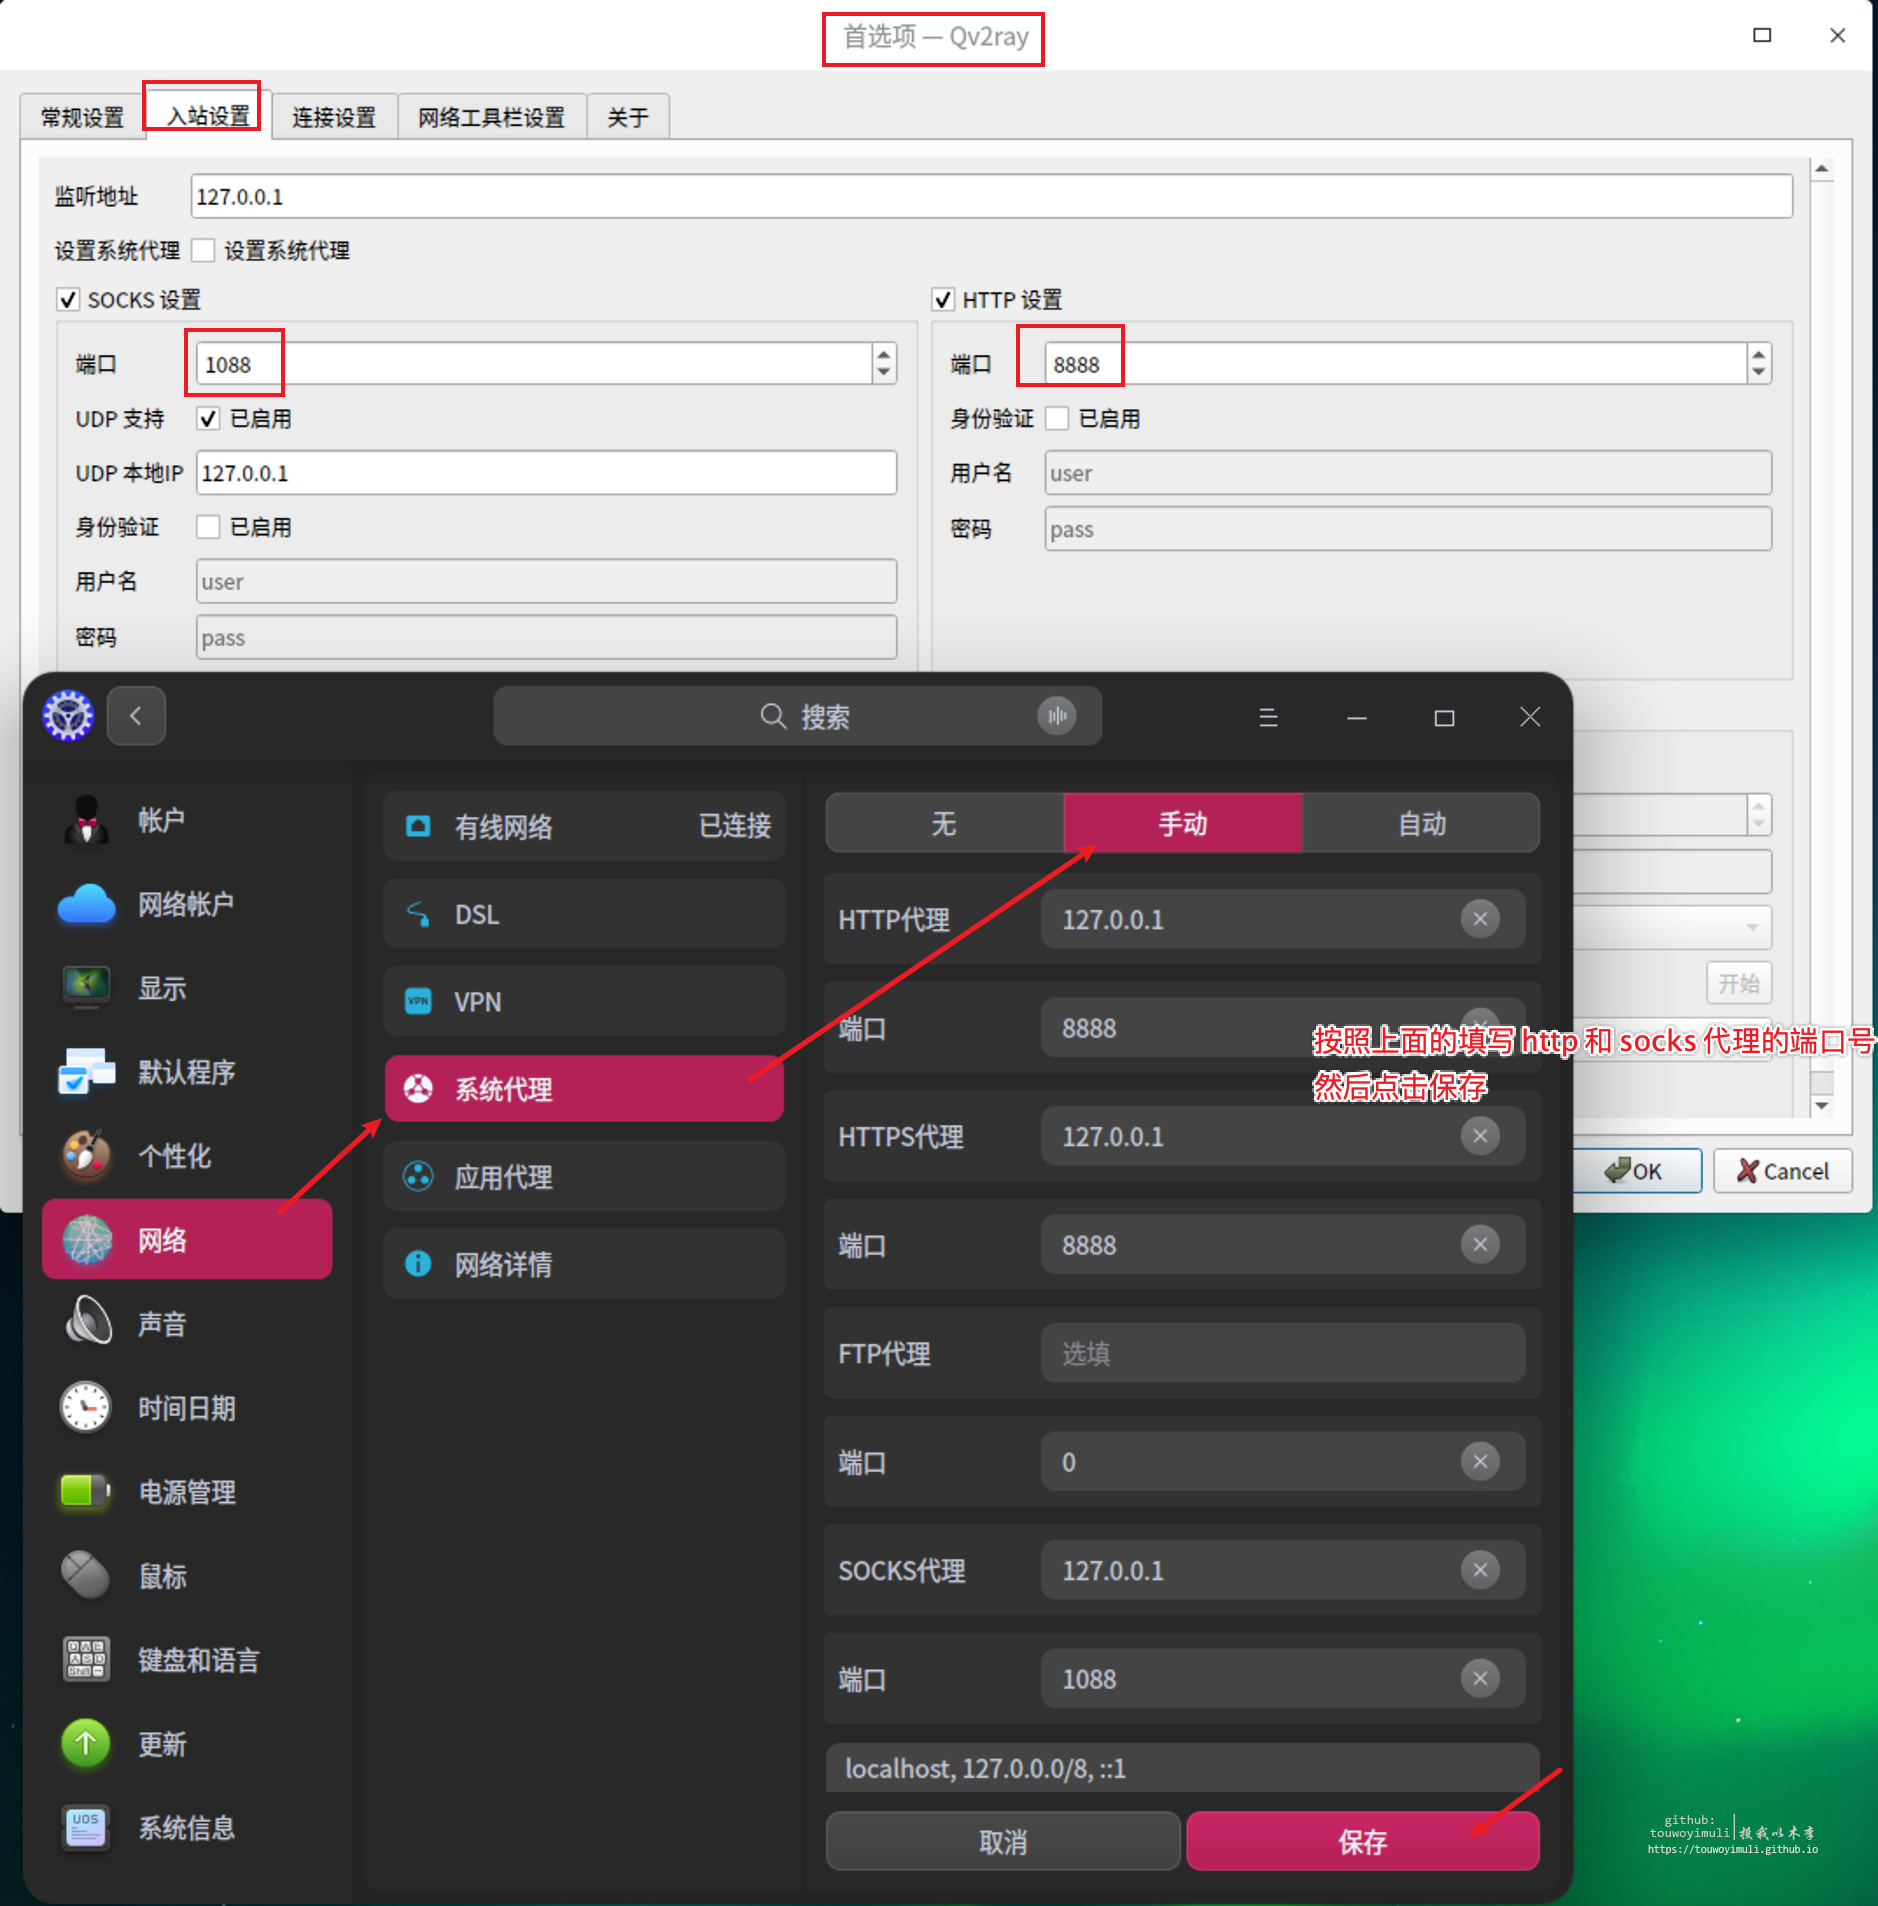 首选项 — Qv2ray
常规设置 入站设置 连接设置 网络工具栏设置 关于
监听地址 127.0.0.1
设置系统代理 设置系统代理
SOCKS 设置
端口 1088
UDP 支持 已启用
UDP 本地IP 127.0.0.1
身份验证 已启用
用户名 user
密码 pass
HTTP 设置
端口 8888
身份验证 已启用
用户名 user
密码 pass
开始
OK Cancel
搜索
帐户
网络帐户
显示
默认程序
个性化
网络
声音
时间日期
电源管理
鼠标
键盘和语言
更新
UOS
系统信息
有线网络 已连接
DSL
VPN VPN
系统代理
应用代理
网络详情
无 手动 自动
HTTP代理 127.0.0.1
端口 8888
HTTPS代理 127.0.0.1
端口 8888
FTP代理 选填
端口 0
SOCKS代理 127.0.0.1
端口 1088
localhost, 127.0.0.0/8, ::1
取消 保存
按照上面的填写 http 和 socks 代理的端口号
然后点击保存
github:
touwoyimuli 投我以木李
https://touwoyimuli.github.io